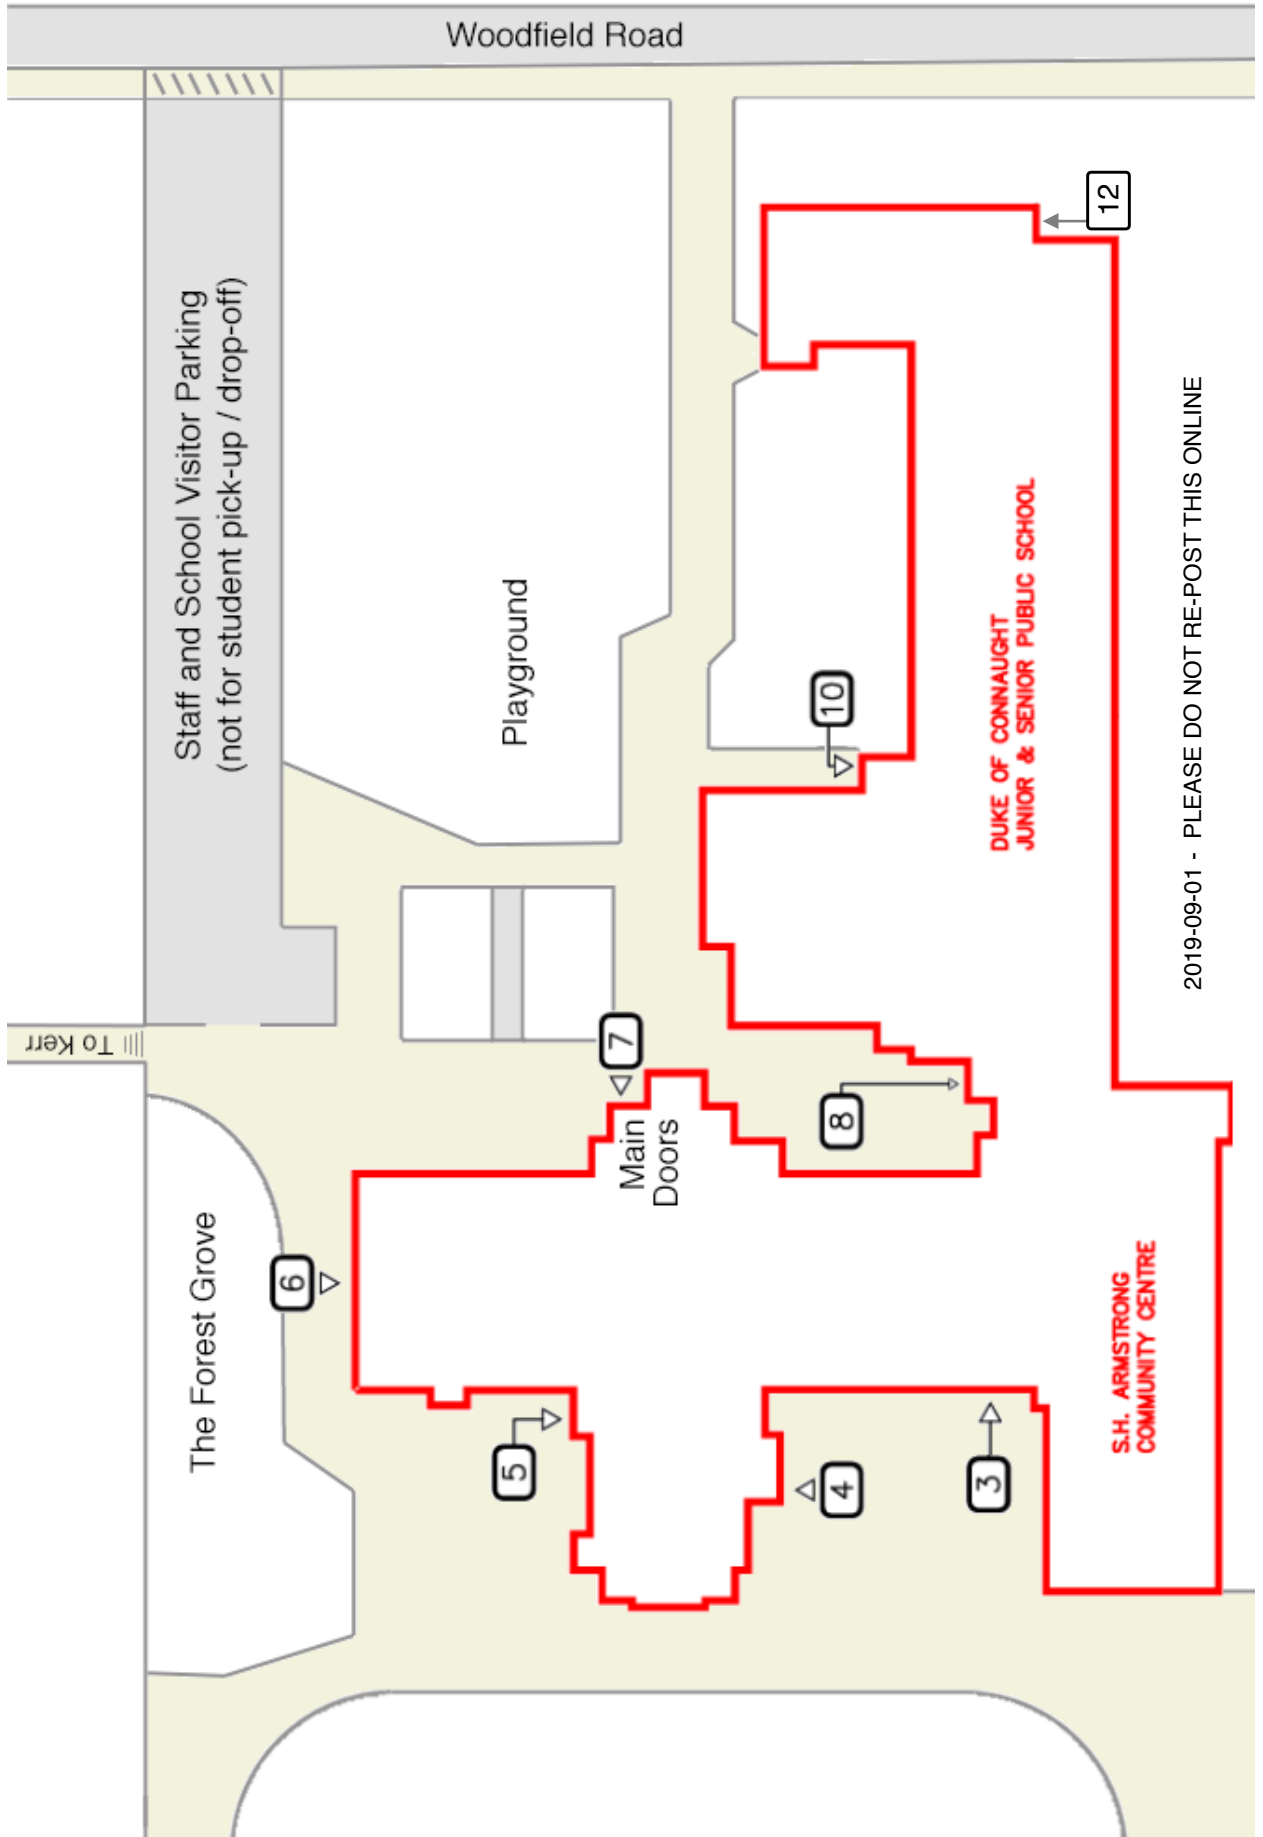 Woodfield Road
12
Staff and School Visitor Parking
(not for student pick-up / drop-off)
Playground
10
DUKE OF CONNAUGHT
JUNIOR & SENIOR PUBLIC SCHOOL
2019-09-01 - PLEASE DO NOT RE-POST THIS ONLINE
To Kerr
7
Main
Doors
8
The Forest Grove
6
5
4
3
S.H. ARMSTRONG
COMMUNITY CENTRE